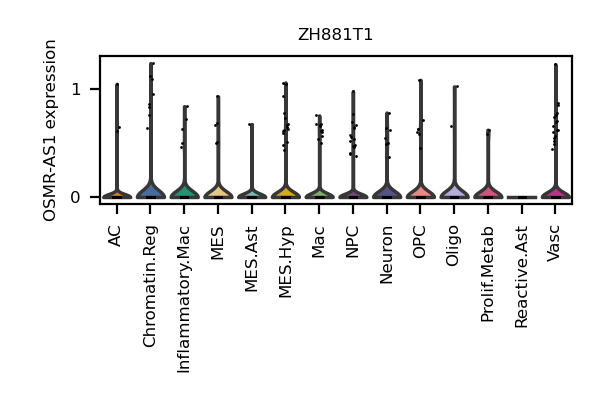 ZH881T1
OSMR-AS1 expression
1
0
AC
Chromatin.Reg
Inflammatory.Mac
MES
MES.Ast
MES.Hyp
Mac
NPC
Neuron
OPC
Oligo
Prolif.Metab
Reactive.Ast
Vasc